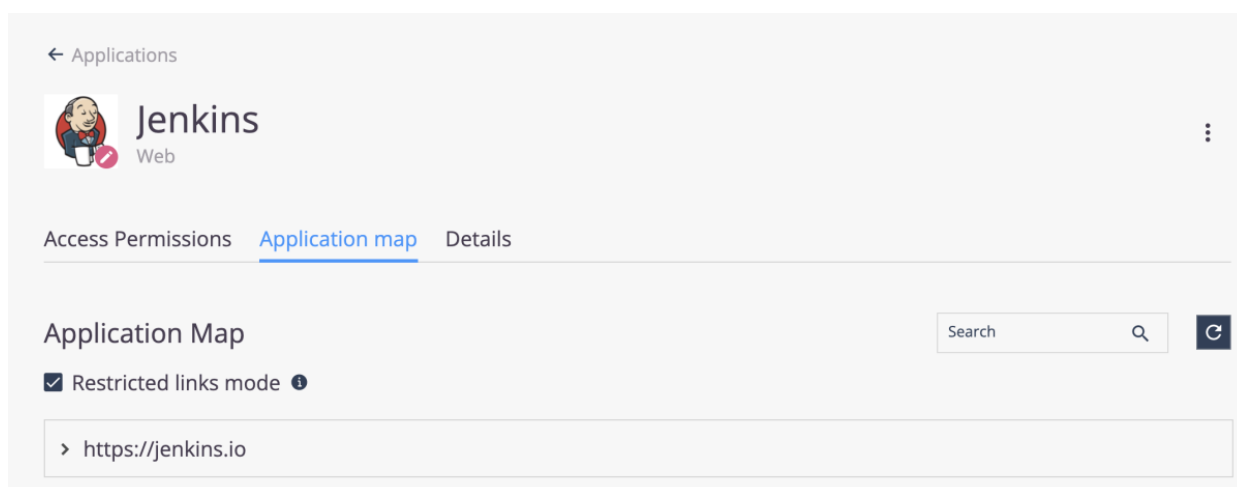 Applications
Jenkins
Web
Access Permissions Application map Details
Application Map
Search
Restricted links mode
https://jenkins.io